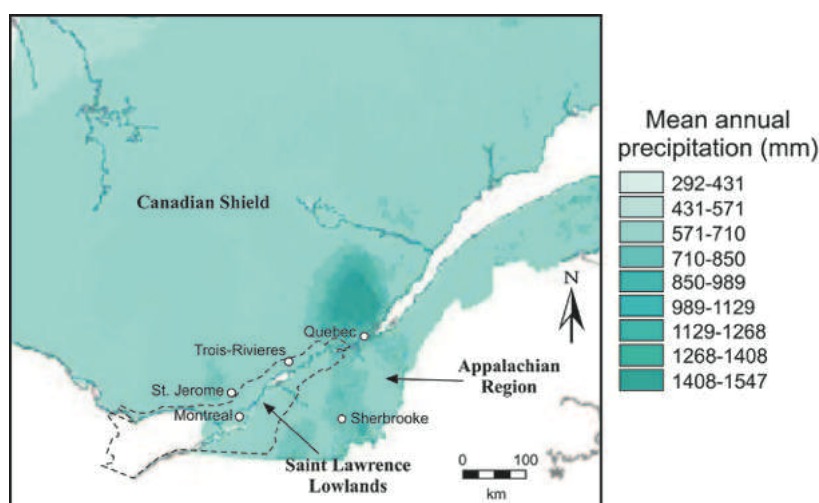 Canadian Shield
Quebec
Trois-Rivieres
St. Jerome
Montreal
Sherbrooke
Appalachian
Region
Saint Lawrence
Lowlands
N
0 100
km
Mean annual
precipitation (mm)
292-431
431-571
571-710
710-850
850-989
989-1129
1129-1268
1268-1408
1408-1547